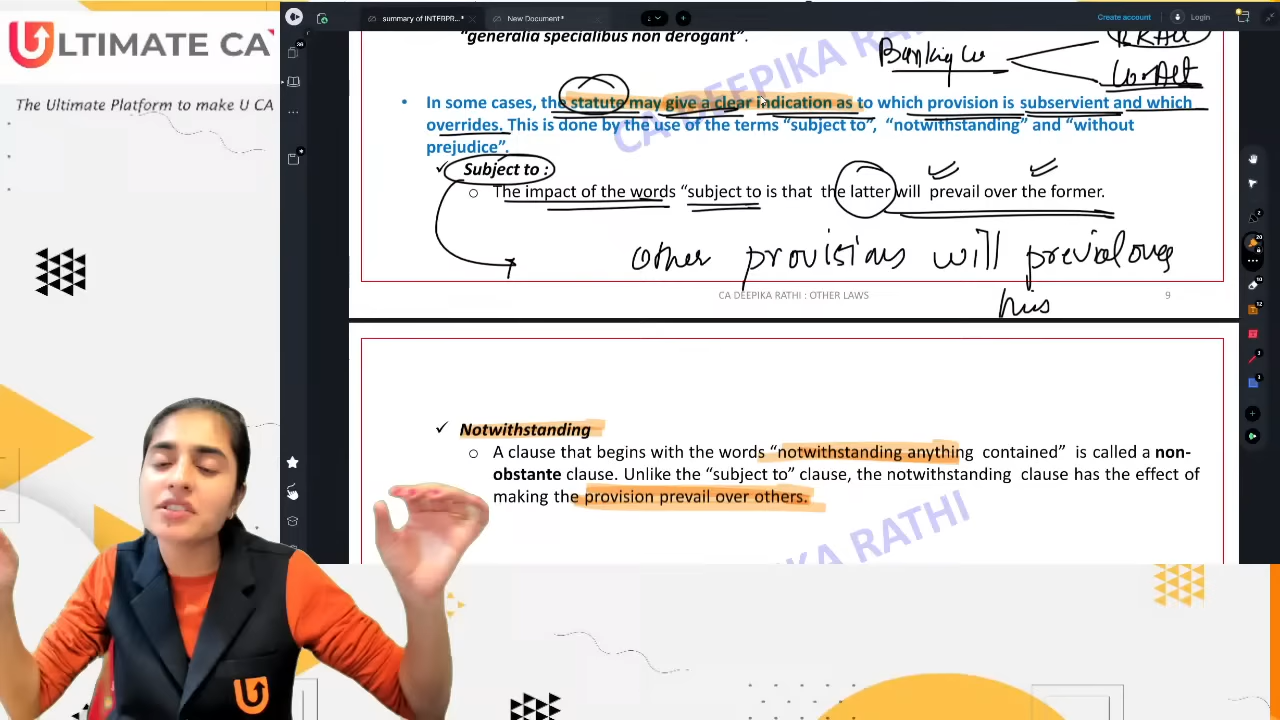 ULTIMATE CA
The Ultimate Platform to make U CA
summary of INTERPR...*
New Document*
Create account
Login
"generalia specialibus non derogant".
Banking Co
Co. Act
• In some cases, the statute may give a clear indication as to which provision is subservient and which
overrides. This is done by the use of the terms "subject to", "notwithstanding" and "without
prejudice".
✓ Subject to :
o The impact of the words "subject to is that the latter will prevail over the former.
other provisions will previal over
this
CA DEEPIKA RATHI : OTHER LAWS
9
CA DEEPIKA RATHI
✓ Notwithstanding
o A clause that begins with the words "notwithstanding anything contained" is called a non-
obstante clause. Unlike the "subject to" clause, the notwithstanding clause has the effect of
making the provision prevail over others.
KA RATHI